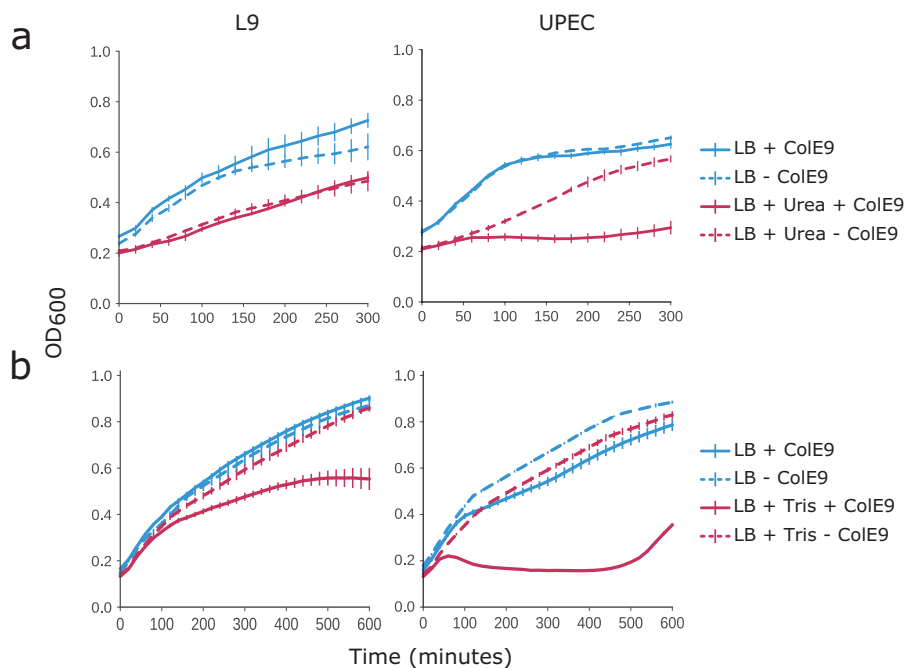 L9 UPEC
a
1.0 1.0
0.8 0.8
0.6 0.6
0.4 0.4
0.2 0.2
0.0 0.0
0 50 100 150 200 250 300 0 50 100 150 200 250 300
LB + ColE9
LB - ColE9
LB + Urea + ColE9
LB + Urea - ColE9
OD600
b
1.0 1.0
0.8 0.8
0.6 0.6
0.4 0.4
0.2 0.2
0.0 0.0
0 100 200 300 400 500 600 0 100 200 300 400 500 600
LB + ColE9
LB - ColE9
LB + Tris + ColE9
LB + Tris - ColE9
Time (minutes)